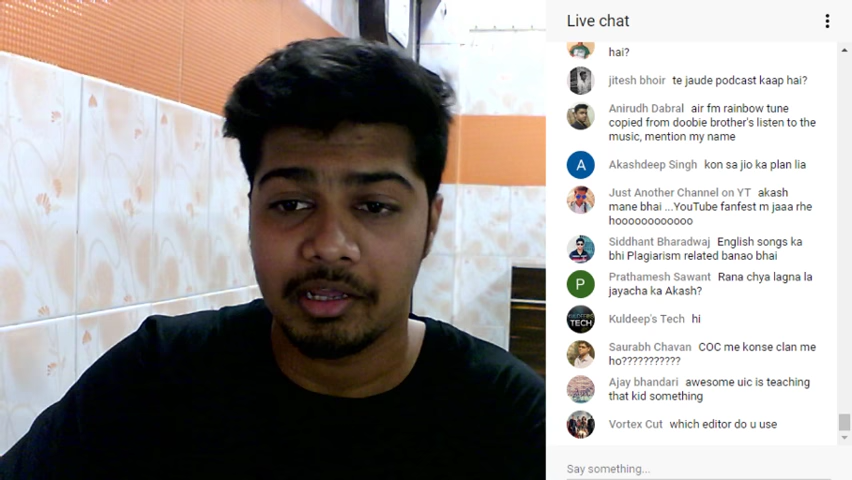 Live chat
hai?
jitesh bhoir te jaude podcast kaap hai?
Anirudh Dabral air fm rainbow tune
copied from doobie brother's listen to the
music, mention my name
A Akashdeep Singh kon sa jio ka plan lia
Just Another Channel on YT akash
mane bhai ...YouTube fanfest m jaaa rhe
hoooooooooooo
Siddhant Bharadwaj English songs ka
bhi Plagiarism related banao bhai
P Prathamesh Sawant Rana chya lagna la
jayacha ka Akash?
TECH Kuldeep's Tech hi
Saurabh Chavan COC me konse clan me
ho???????????
Ajay bhandari awesome uic is teaching
that kid something
Vortex Cut which editor do u use
Say something...